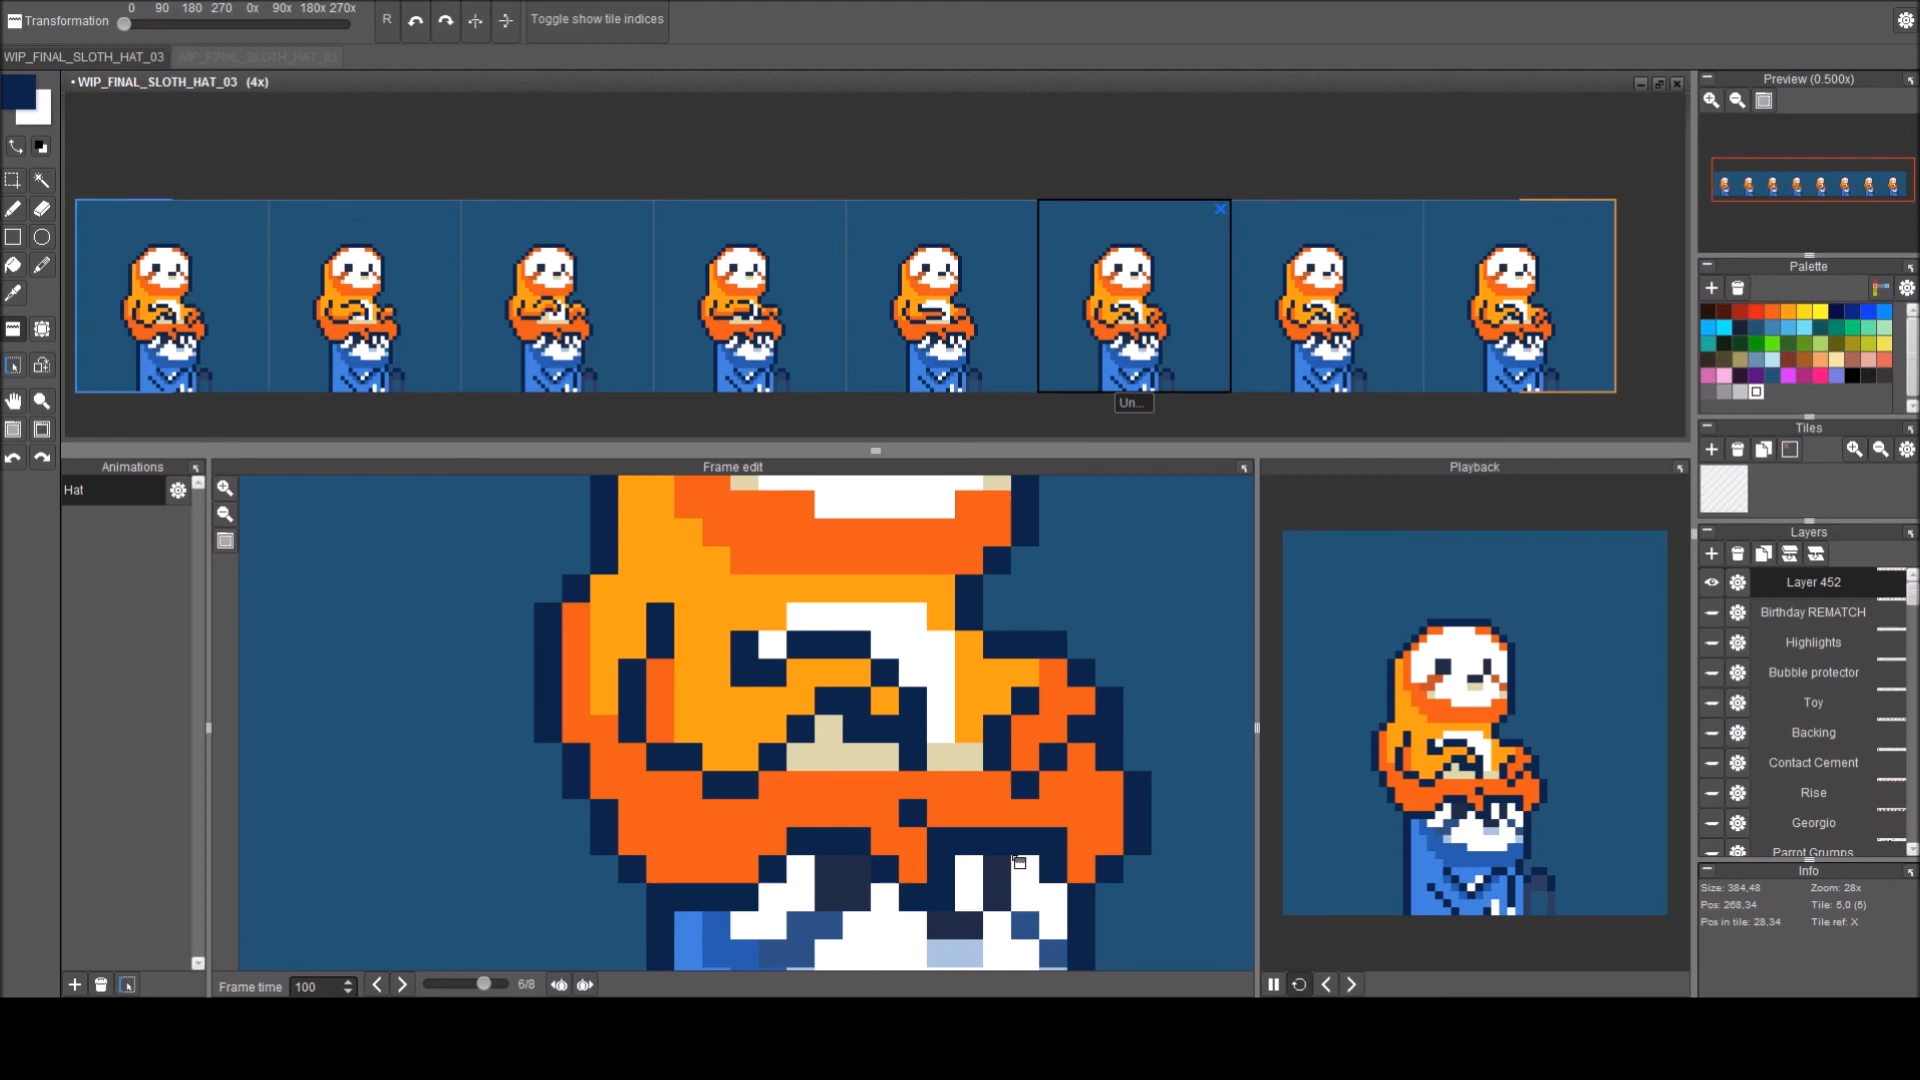 0 90 180 270 0x 90x 180x 270x
Transformation
R
Toggle show tile indices
WIP_FINAL_SLOTH_HAT_03
WIP_FINAL_SLOTH_HAT_03
• WIP_FINAL_SLOTH_HAT_03 (4x)
Preview (0.500x)
Palette
Un...
Tiles
Animations
Frame edit
Playback
Hat
Layers
Layer 452
Birthday REMATCH
Highlights
Bubble protector
Toy
Backing
Contact Cement
Rise
Georgio
Parrot Grumps
Info
Size: 384,48
Zoom: 28x
Pos: 268,34
Tile: 5,0 (5)
Pos in tile: 28,34
Tile ref: X
Frame time 100
6/8